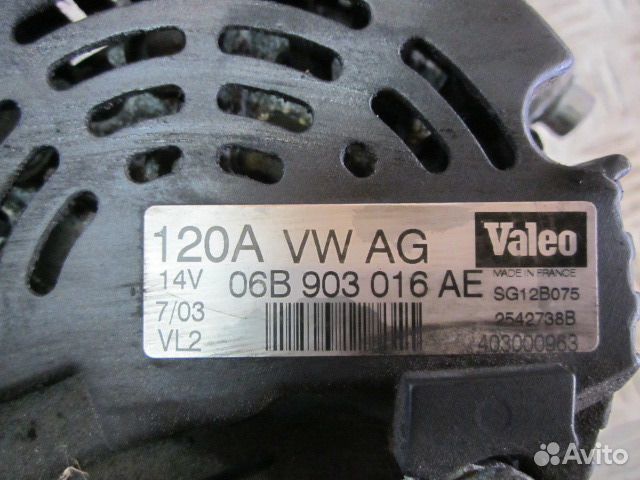 120A VW AG
Valeo
MADE IN FRANCE
14V 06B 903 016 AE
SG12B075
7/03
2542738B
VL2
403000963
Avito